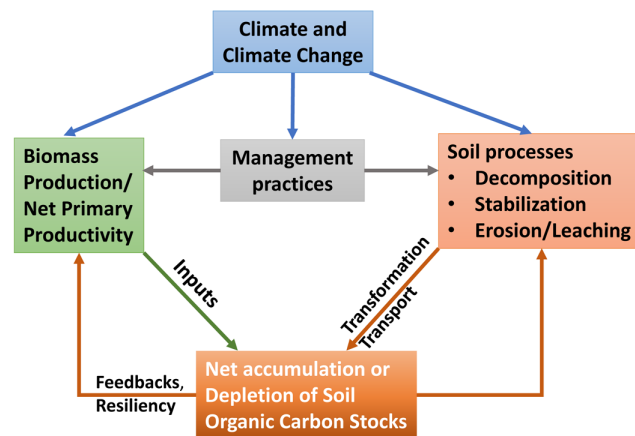 Climate and
Climate Change
Biomass
Production/
Net Primary
Productivity
Management
practices
Soil processes
• Decomposition
• Stabilization
• Erosion/Leaching
Inputs
Transformation
Transport
Feedbacks,
Resiliency
Net accumulation or
Depletion of Soil
Organic Carbon Stocks